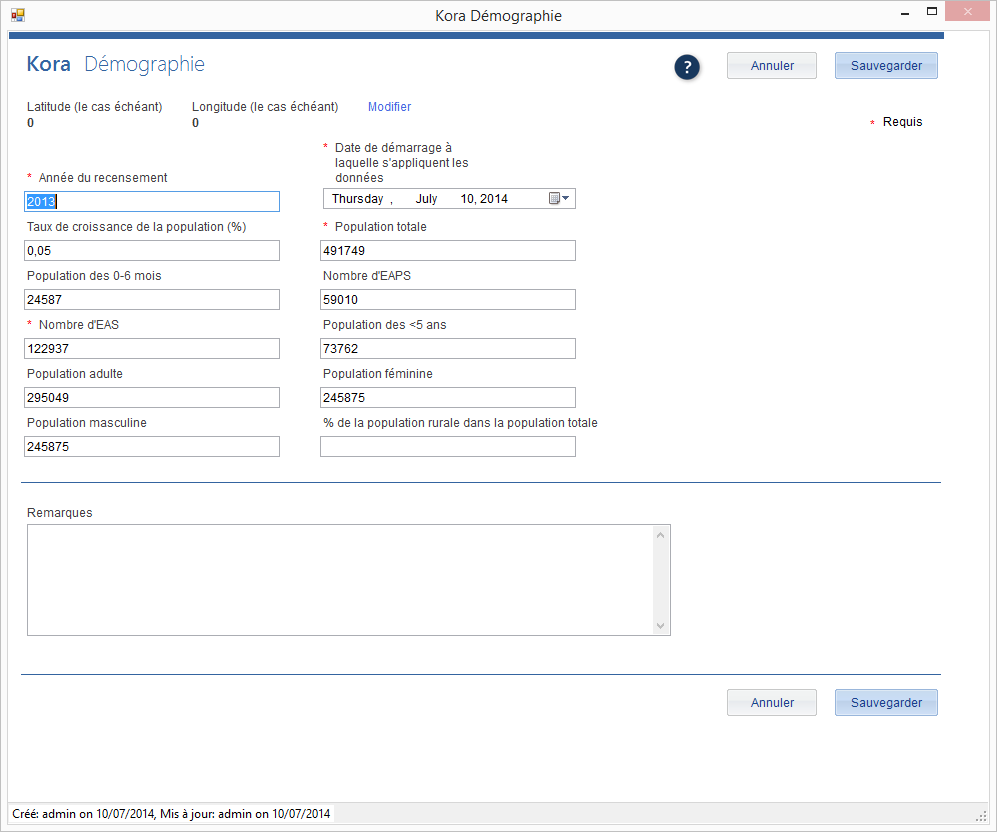 Kora Démographie
Kora Démographie
?
Annuler
Sauvegarder
Latitude (le cas échéant)
Longitude (le cas échéant)
Modifier
0
0
* Requis
* Année du recensement
* Date de démarrage à
laquelle s'appliquent les
données
2013
Thursday , July 10, 2014
Taux de croissance de la population (%)
* Population totale
0,05
491749
Population des 0-6 mois
Nombre d'EAPS
24587
59010
* Nombre d'EAS
Population des <5 ans
122937
73762
Population adulte
Population féminine
295049
245875
Population masculine
% de la population rurale dans la population totale
245875
Remarques
Annuler
Sauvegarder
Créé: admin on 10/07/2014, Mis à jour: admin on 10/07/2014